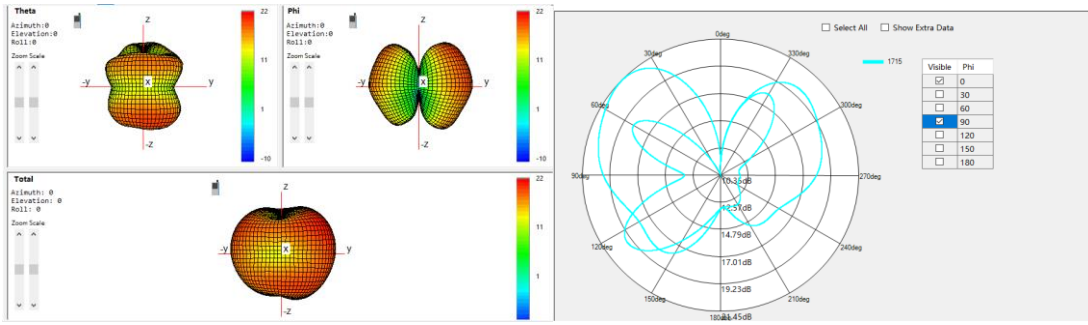 Theta
Azimuth:0
Elevation:0
Roll:0
Zoom Scale
z
-y
x
y
-z
22
11
1
-10
Phi
Azimuth:0
Elevation:0
Roll:0
Zoom Scale
z
-y
x
y
-z
22
11
1
-10
Total
Azimuth: 0
Elevation: 0
Roll: 0
Zoom Scale
z
-y
x
y
-z
22
11
1
Select All
Show Extra Data
1715
Visible Phi
0
30
60
90
120
150
180
0deg
30deg
330deg
60deg
300deg
90deg
270deg
120deg
240deg
150deg
210deg
10.35dB
12.57dB
14.79dB
17.01dB
19.23dB